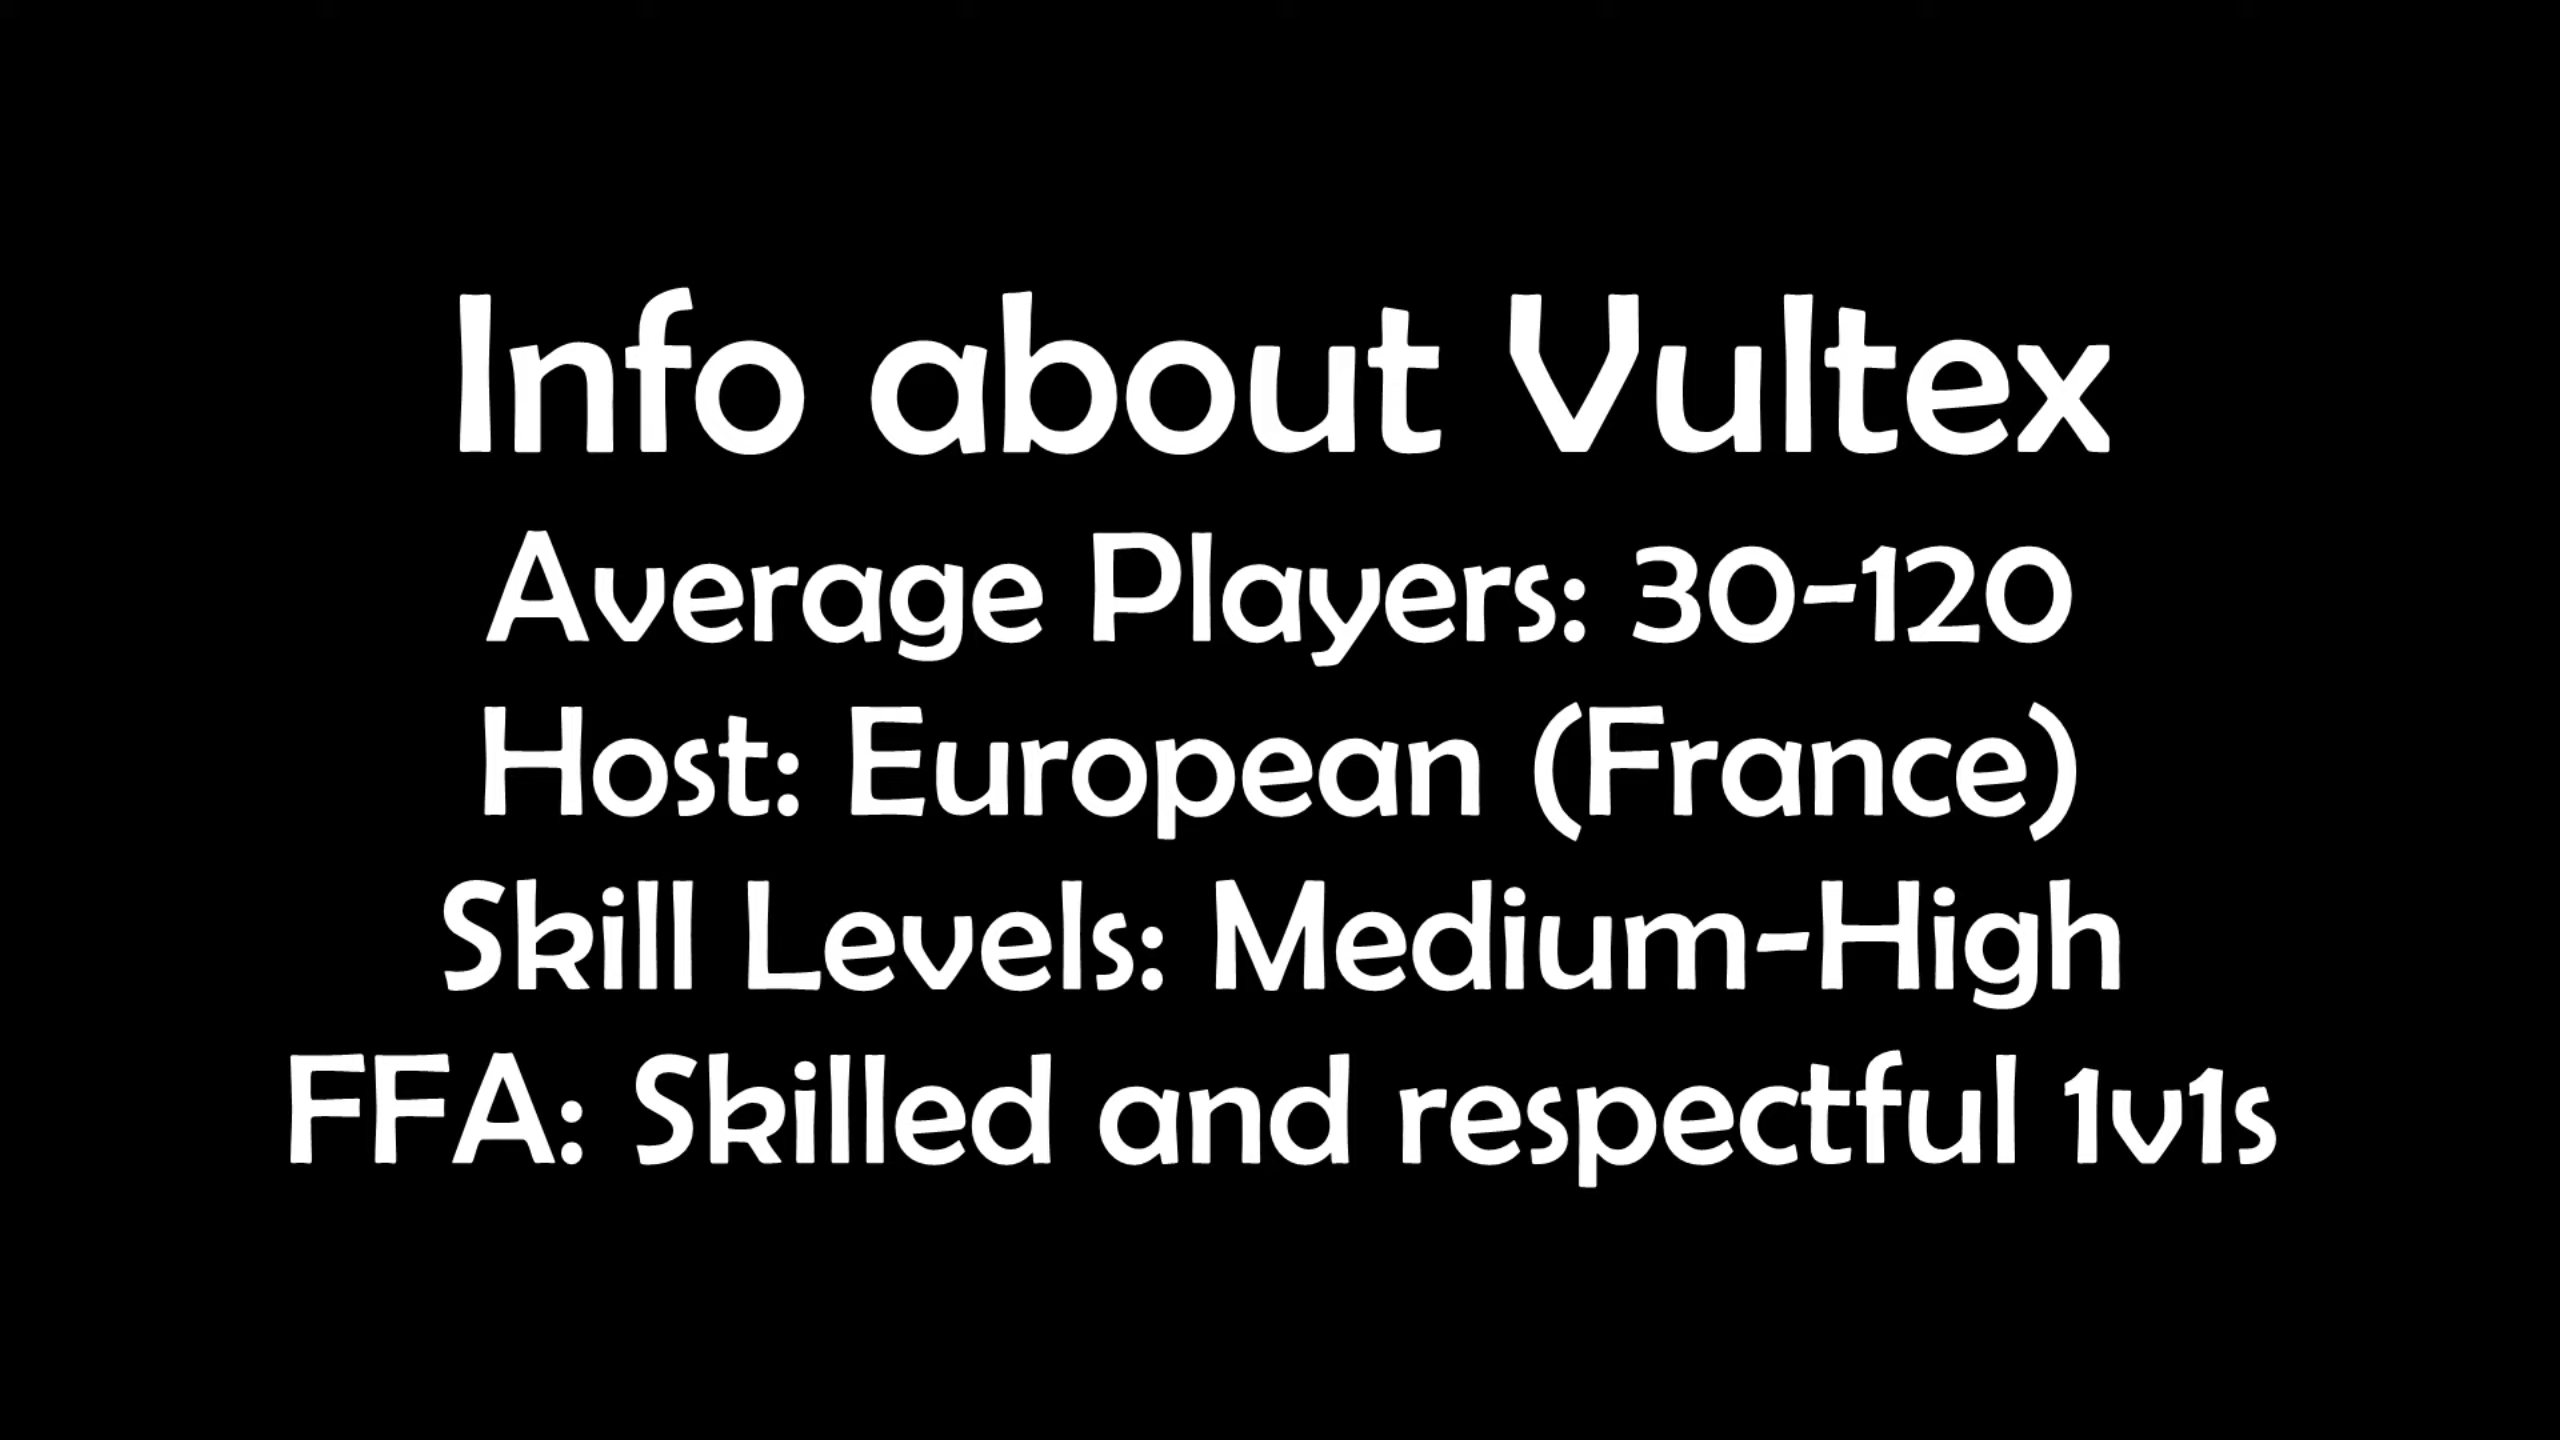 Info about Vultex
Average Players: 30-120
Host: European (France)
Skill Levels: Medium-High
FFA: Skilled and respectful 1v1s